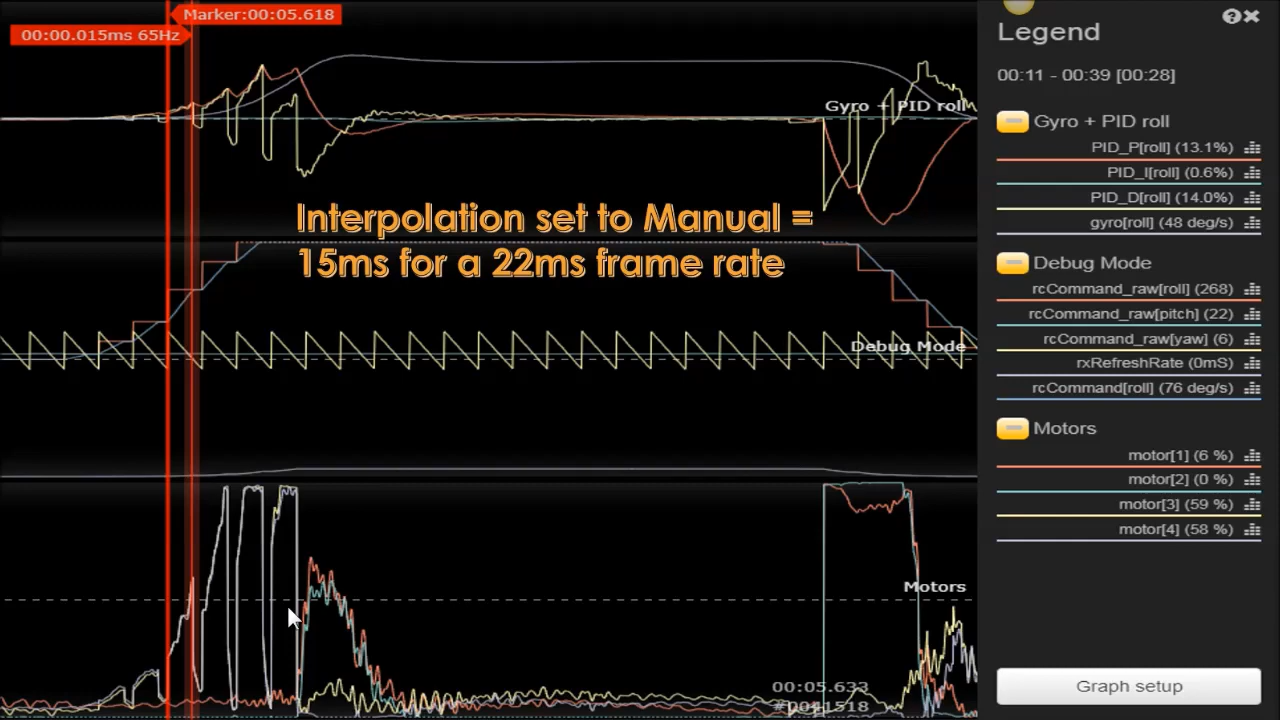 Marker:00:05.618
00:00.015ms 65Hz
Gyro + PID roll
Interpolation set to Manual =
15ms for a 22ms frame rate
Debug Mode
Motors
00:05.633
#0041518
Legend
00:11 - 00:39 [00:28]
Gyro + PID roll
PID_P[roll] (13.1%)
PID_I[roll] (0.6%)
PID_D[roll] (14.0%)
gyro[roll] (48 deg/s)
Debug Mode
rcCommand_raw[roll] (268)
rcCommand_raw[pitch] (22)
rcCommand_raw[yaw] (6)
rxRefreshRate (0mS)
rcCommand[roll] (76 deg/s)
Motors
motor[1] (6 %)
motor[2] (0 %)
motor[3] (59 %)
motor[4] (58 %)
Graph setup